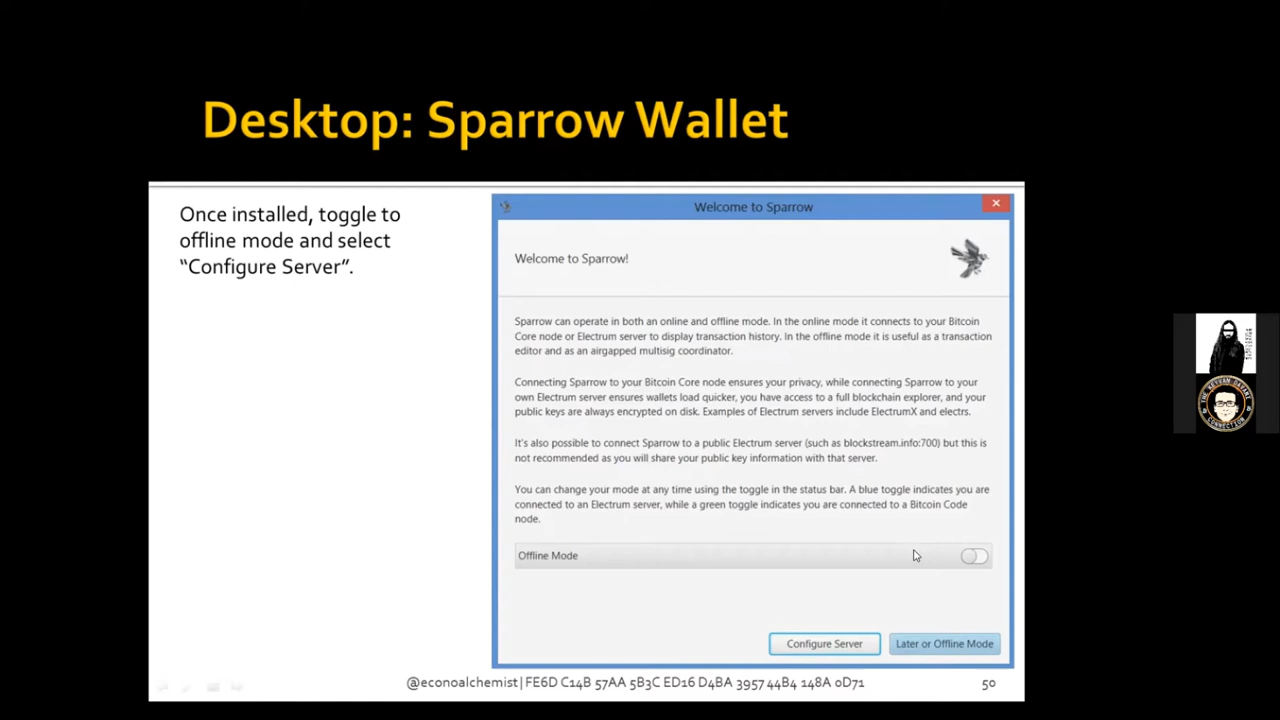 Desktop: Sparrow Wallet
Once installed, toggle to
offline mode and select
“Configure Server”.
Welcome to Sparrow
Welcome to Sparrow!
Sparrow can operate in both an online and offline mode. In the online mode it connects to your Bitcoin
Core node or Electrum server to display transaction history. In the offline mode it is useful as a transaction
editor and as an airgapped multisig coordinator.
Connecting Sparrow to your Bitcoin Core node ensures your privacy, while connecting Sparrow to your
own Electrum server ensures wallets load quicker, you have access to a full blockchain explorer, and your
public keys are always encrypted on disk. Examples of Electrum servers include ElectrumX and electrs.
It's also possible to connect Sparrow to a public Electrum server (such as blockstream.info:700) but this is
not recommended as you will share your public key information with that server.
You can change your mode at any time using the toggle in the status bar. A blue toggle indicates you are
connected to an Electrum server, while a green toggle indicates you are connected to a Bitcoin Code
node.
Offline Mode
Configure Server
Later or Offline Mode
@econoalchemist| FE6D C14B 57AA 5B3C ED16 D4BA 3957 44B4 148A 0D71
50
THE KEYVAN DAVANI
CONNECTION